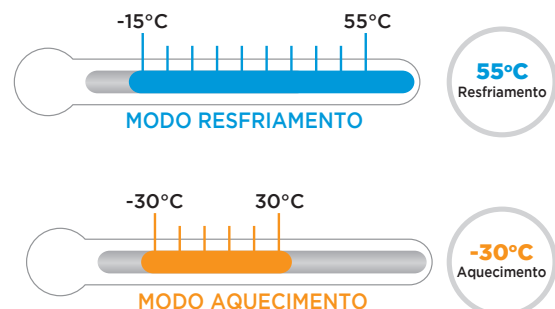 -15°C 55°C
55°C
Resfriamento
MODO RESFRIAMENTO
-30°C 30°C
-30°C
Aquecimento
MODO AQUECIMENTO